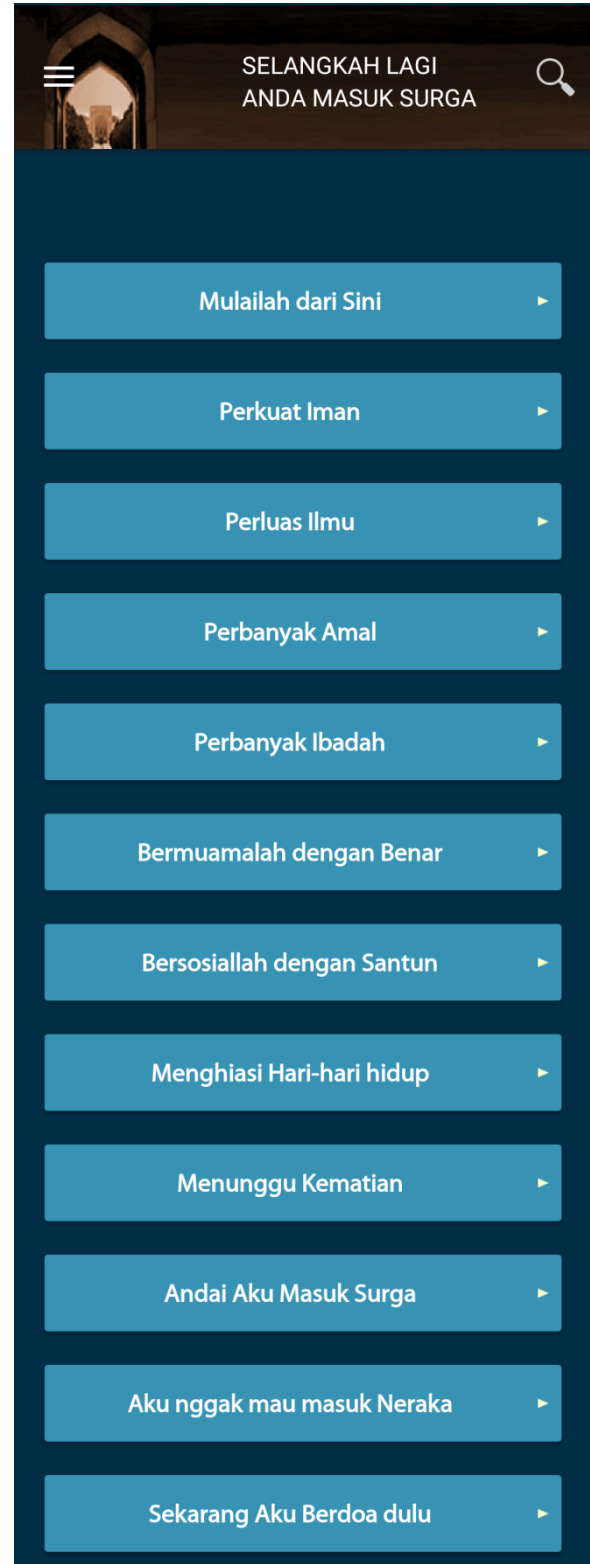 SELANGKAH LAGI
ANDA MASUK SURGA
Mulailah dari Sini
Perkuat Iman
Perluas Ilmu
Perbanyak Amal
Perbanyak Ibadah
Bermuamalah dengan Benar
Bersosiallah dengan Santun
Menghiasi Hari-hari hidup
Menunggu Kematian
Andai Aku Masuk Surga
Aku nggak mau masuk Neraka
Sekarang Aku Berdoa dulu